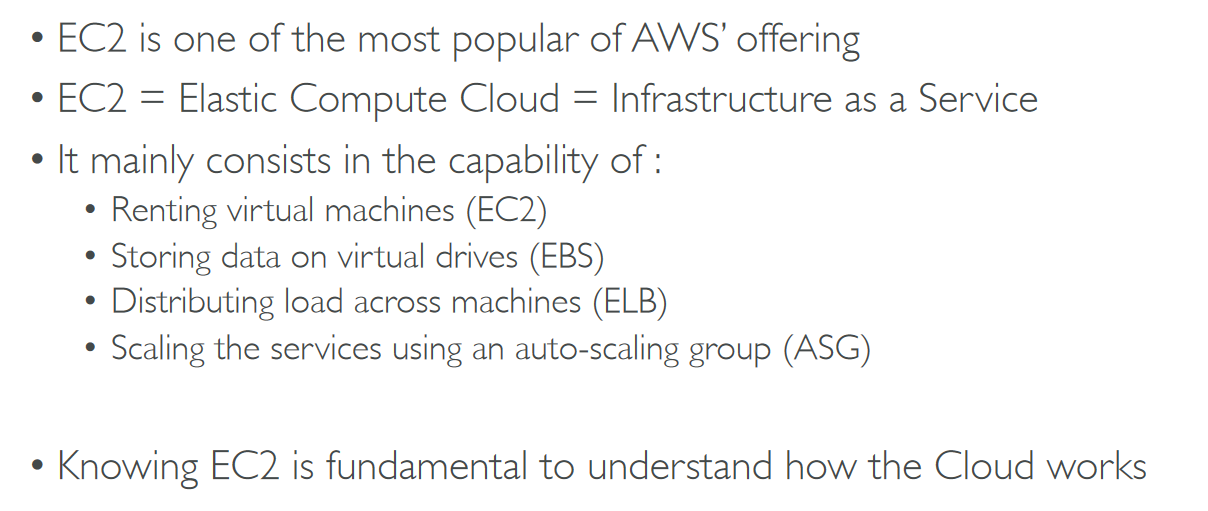 • EC2 is one of the most popular of AWS’ offering
• EC2 = Elastic Compute Cloud = Infrastructure as a Service
• It mainly consists in the capability of :
• Renting virtual machines (EC2)
• Storing data on virtual drives (EBS)
• Distributing load across machines (ELB)
• Scaling the services using an auto-scaling group (ASG)
• Knowing EC2 is fundamental to understand how the Cloud works